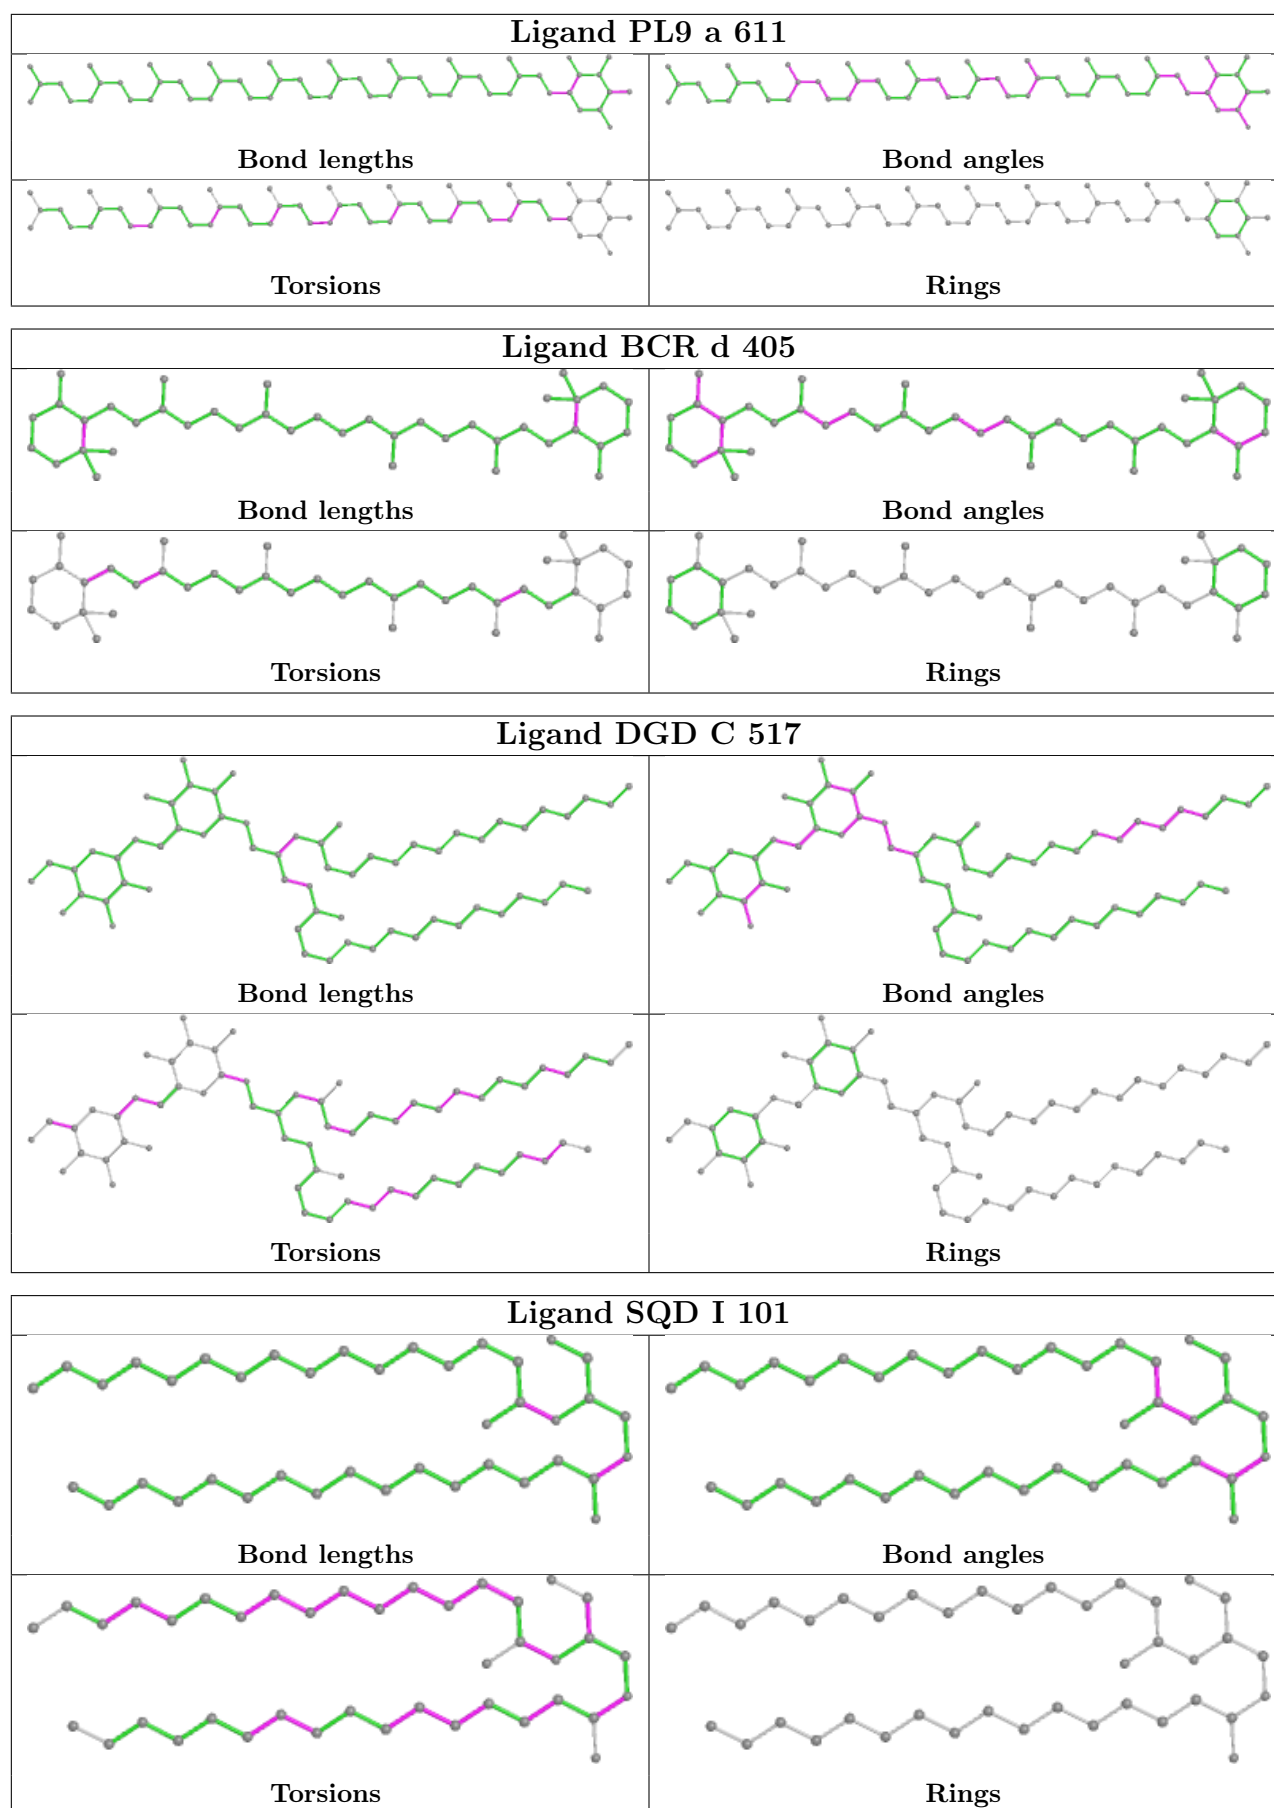 Ligand PL9 a 611
Bond lengths Bond angles
Torsions Rings
Ligand BCR d 405
Bond lengths Bond angles
Torsions Rings
Ligand DGD C 517
Bond lengths Bond angles
Torsions Rings
Ligand SQD I 101
Bond lengths Bond angles
Torsions Rings